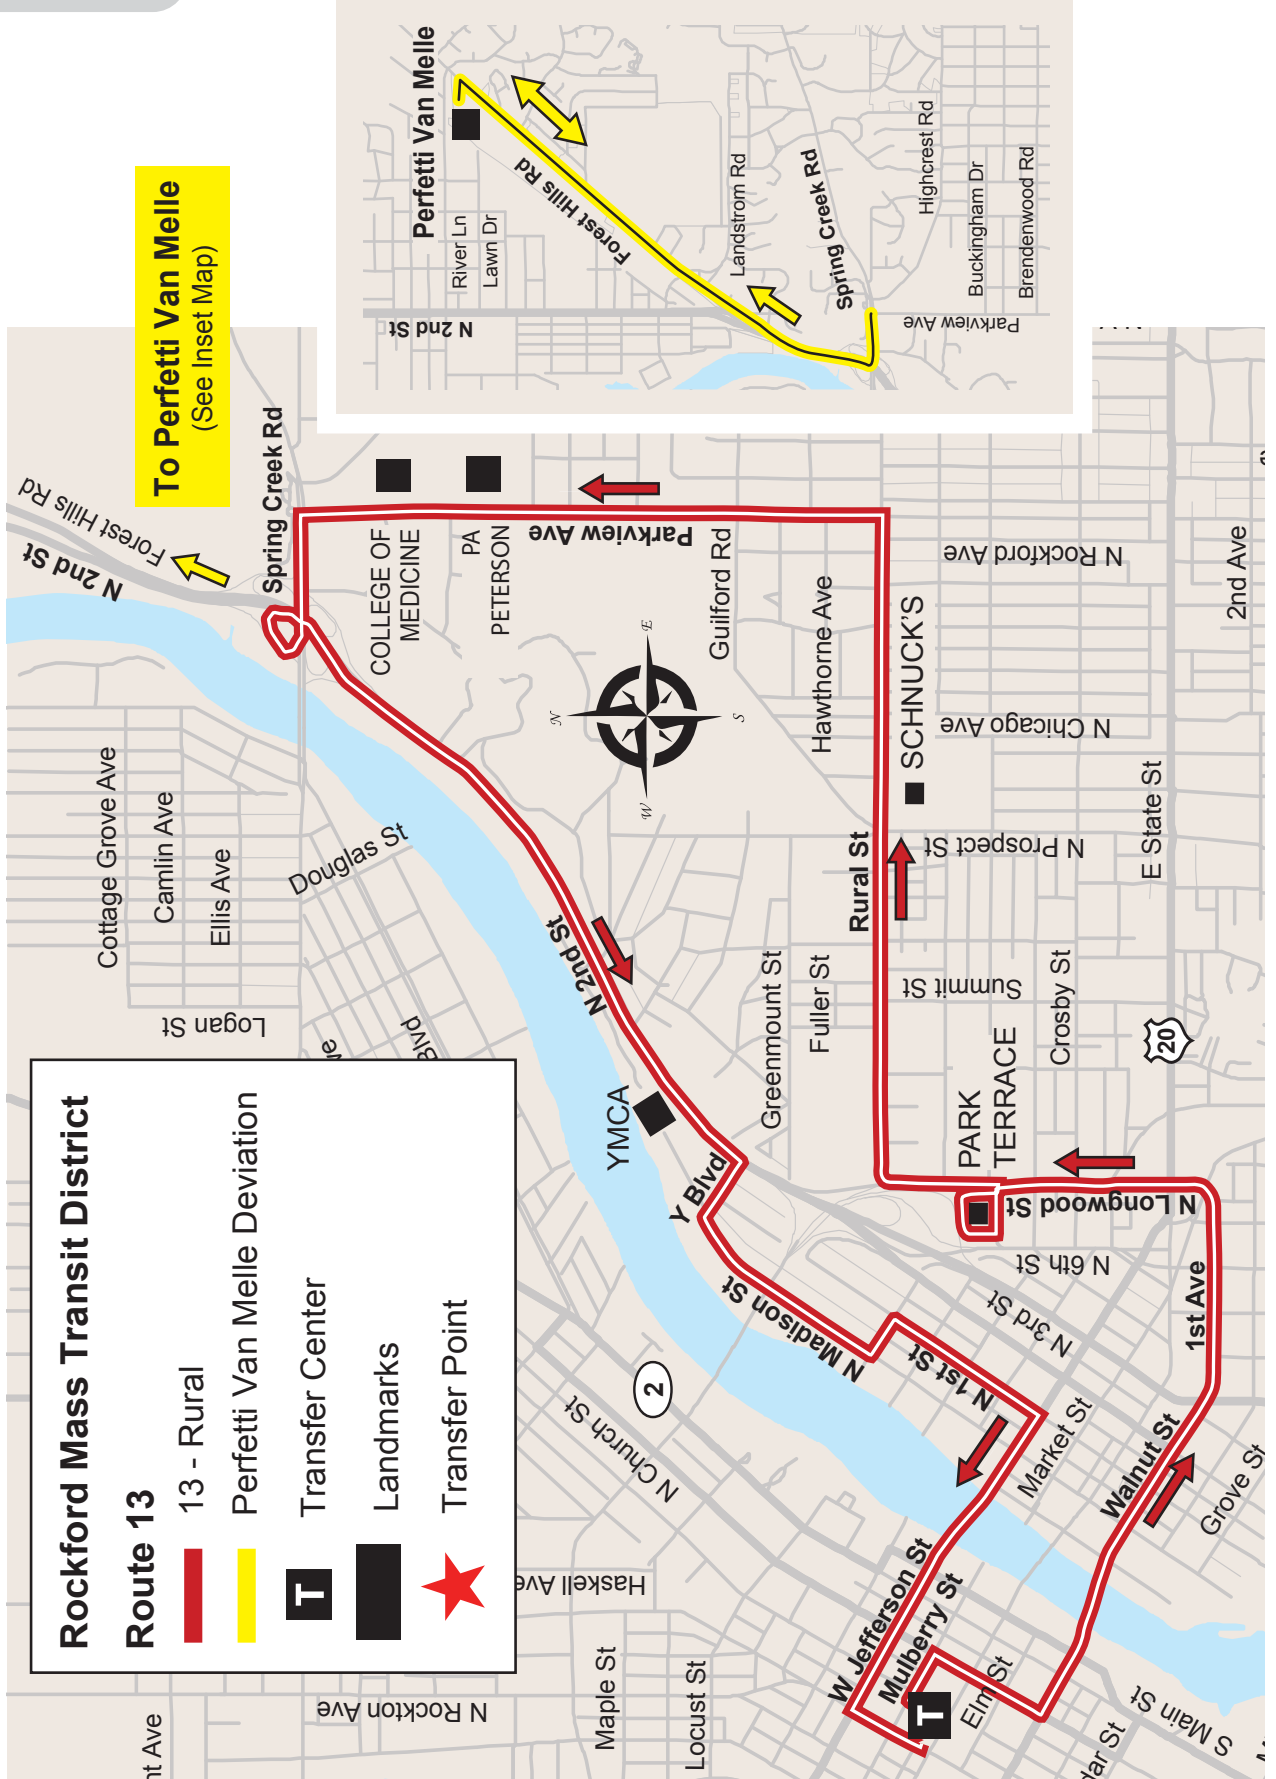 Rockford Mass Transit District
Route 13
13 - Rural
Perfetti Van Melle Deviation
T
Transfer Center
Landmarks
Transfer Point
To Perfetti Van Melle
(See Inset Map)
Perfetti Van Melle
River Ln
Lawn Dr
N 2nd St
Forest Hills Rd
Landstrom Rd
Spring Creek Rd
Highcrest Rd
Buckingham Dr
Brendenwood Rd
Parkview Ave
Forest Hills Rd
N 2nd St
Spring Creek Rd
COLLEGE OF
MEDICINE
PA
PETERSON
Parkview Ave
Guilford Rd
Hawthorne Ave
N Rockford Ave
2nd Ave
N
E
S
W
SCHNUCK'S
N Chicago Ave
N Prospect St
E State St
Rural St
Cottage Grove Ave
Camlin Ave
Ellis Ave
Douglas St
Logan St
ve
Blvd
N 2nd St
YMCA
Y Blvd
Greenmount St
Fuller St
Summit St
Crosby St
20
PARK
TERRACE
N Longwood St
N 6th St
N 3rd St
1st Ave
N Madison St
N 1st St
Market St
Walnut St
Grove St
2
N Church St
Haskell Ave
W Jefferson St
Mulberry St
T
Elm St
S Main St
dar St
Maple St
Locust St
N Rockton Ave
nt Ave